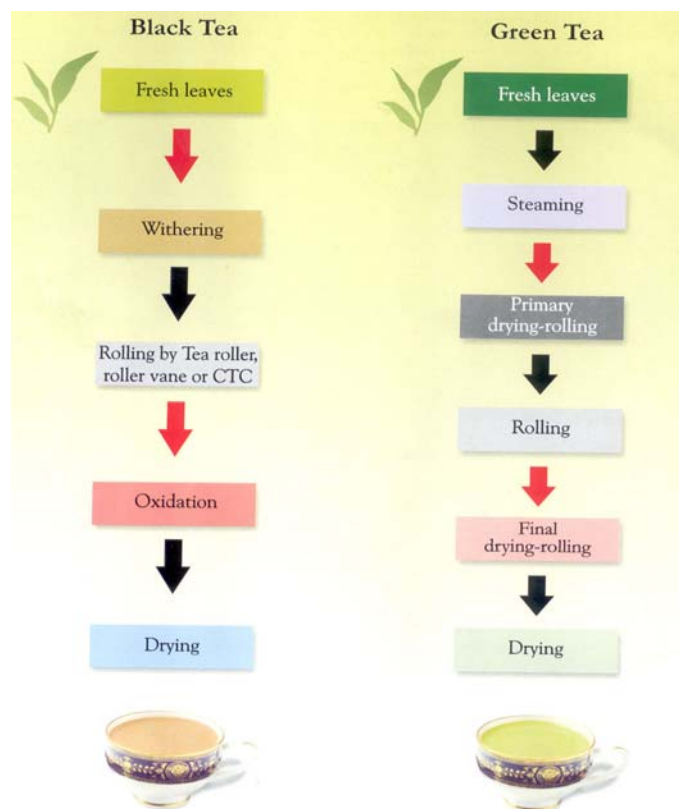 Black Tea
Fresh leaves
Withering
Rolling by Tea roller,
roller vane or CTC
Oxidation
Drying
Green Tea
Fresh leaves
Steaming
Primary
drying-rolling
Rolling
Final
drying-rolling
Drying